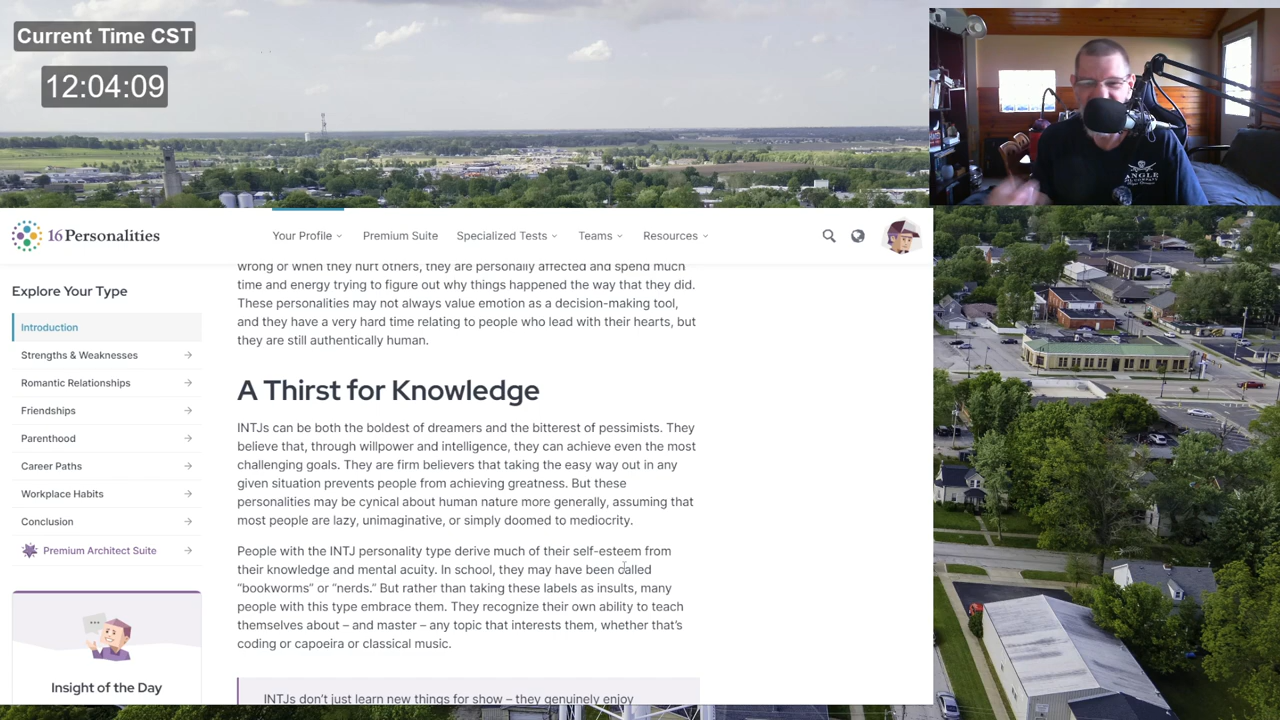 Current Time CST
12:04:09
16Personalities
Your Profile
Premium Suite
Specialized Tests
Teams
Resources
Explore Your Type
Introduction
Strengths & Weaknesses
Romantic Relationships
Friendships
Parenthood
Career Paths
Workplace Habits
Conclusion
Premium Architect Suite
Insight of the Day
wrong or when they hurt others, they are personally affected and spend much
time and energy trying to figure out why things happened the way that they did.
These personalities may not always value emotion as a decision-making tool,
and they have a very hard time relating to people who lead with their hearts, but
they are still authentically human.
A Thirst for Knowledge
INTJs can be both the boldest of dreamers and the bitterest of pessimists. They
believe that, through willpower and intelligence, they can achieve even the most
challenging goals. They are firm believers that taking the easy way out in any
given situation prevents people from achieving greatness. But these
personalities may be cynical about human nature more generally, assuming that
most people are lazy, unimaginative, or simply doomed to mediocrity.
People with the INTJ personality type derive much of their self-esteem from
their knowledge and mental acuity. In school, they may have been called
“bookworms” or “nerds.” But rather than taking these labels as insults, many
people with this type embrace them. They recognize their own ability to teach
themselves about – and master – any topic that interests them, whether that’s
coding or capoeira or classical music.
INTJs don’t just learn new things for show – they genuinely enjoy
ANGLE